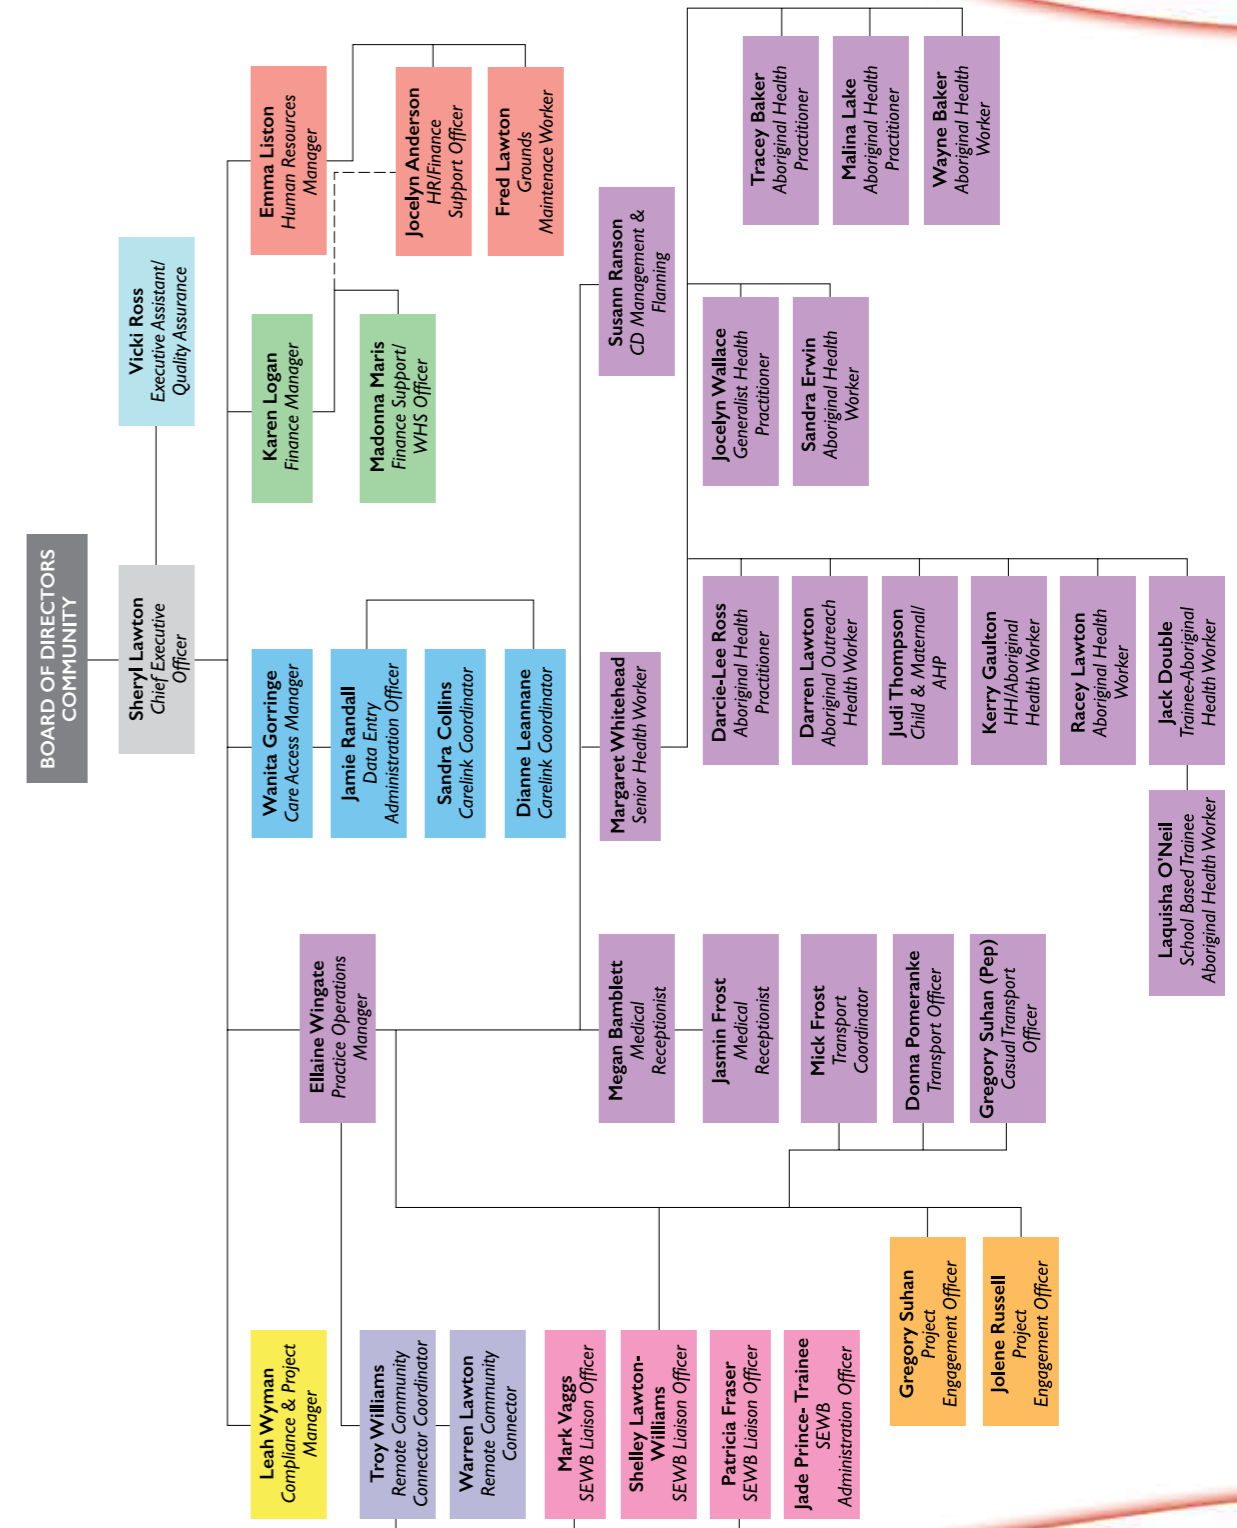 BOARD OF DIRECTORS
COMMUNITY
Sheryl Lawton
Chief Executive
Officer
Vicki Ross
Executive Assistant/
Quality Assurance
Leah Wyman
Compliance & Project
Manager
Ellaine Wingate
Practice Operations
Manager
Wanita Gorringe
Care Access Manager
Jamie Randall
Data Entry
Administration Officer
Sandra Collins
Carelink Coordinator
Dianne Leannane
Carelink Coordinator
Karen Logan
Finance Manager
Madonna Maris
Finance Support/
WHS Officer
Emma Liston
Human Resources
Manager
Jocelyn Anderson
HR/Finance
Support Officer
Fred Lawton
Grounds
Maintenace Worker
Troy Williams
Remote Community
Connector Coordinator
Warren Lawton
Remote Community
Connector
Mark Vaggs
SEWB Liaison Officer
Shelley Lawton-
Williams
SEWB Liaison Officer
Patricia Fraser
SEWB Liaison Officer
Jade Prince- Trainee
SEWB
Administration Officer
Gregory Suhan
Project
Engagement Officer
Jolene Russell
Project
Engagement Officer
Megan Bamblett
Medical
Receptionist
Jasmin Frost
Medical
Receptionist
Mick Frost
Transport
Coordinator
Donna Pomeranke
Transport Officer
Gregory Suhan (Pep)
Casual Transport
Officer
Margaret Whitehead
Senior Health Worker
Susann Ranson
CD Management &
Flanning
Darcie-Lee Ross
Aboriginal Health
Practitioner
Darren Lawton
Aboriginal Outreach
Health Worker
Judi Thompson
Child & Maternal/
AHP
Kerry Gaulton
HH/Aboriginal
Health Worker
Racey Lawton
Aboriginal Health
Worker
Jack Double
Trainee-Aboriginal
Health Worker
Laquisha O'Neil
School Based Trainee
Aboriginal Health Worker
Jocelyn Wallace
Generalist Health
Practitioner
Sandra Erwin
Aboriginal Health
Worker
Tracey Baker
Aboriginal Health
Practitioner
Malina Lake
Aboriginal Health
Practitioner
Wayne Baker
Aboriginal Health
Worker